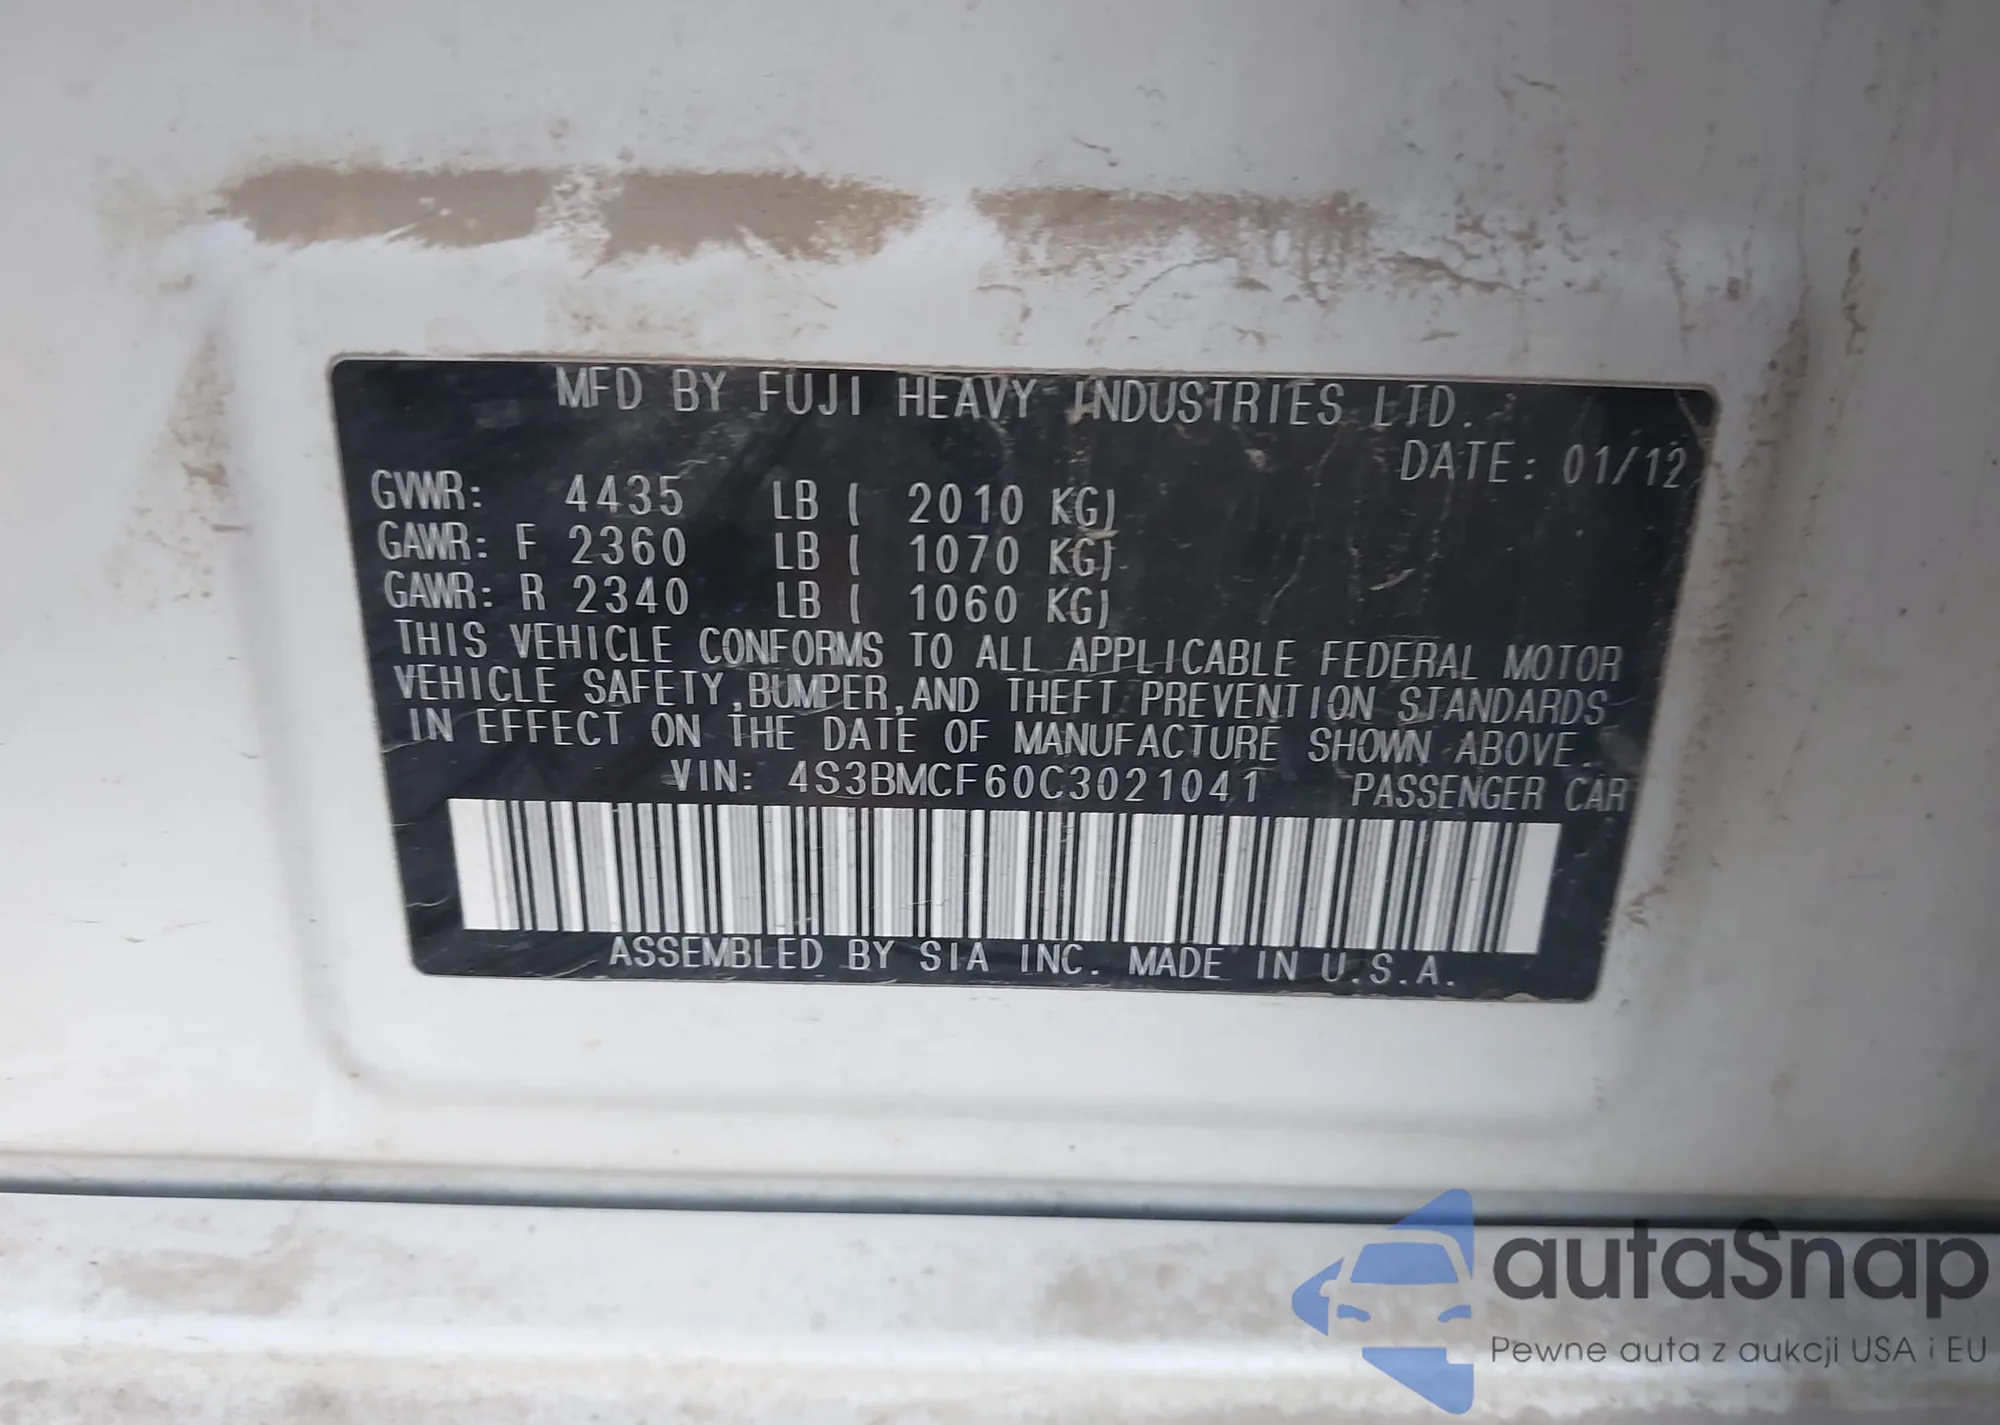 MFD BY FUJI HEAVY INDUSTRIES LTD.
DATE: 01/12
GVWR: 4435 LB ( 2010 KG)
GAWR: F 2360 LB ( 1070 KG)
GAWR: R 2340 LB ( 1060 KG)
THIS VEHICLE CONFORMS TO ALL APPLICABLE FEDERAL MOTOR
VEHICLE SAFETY,BUMPER,AND THEFT PREVENTION STANDARDS
IN EFFECT ON THE DATE OF MANUFACTURE SHOWN ABOVE.
VIN: 4S3BMCF60C3021041 PASSENGER CAR
ASSEMBLED BY SIA INC. MADE IN U.S.A.
autaSnap
Pewne auta z aukcji USA i EU